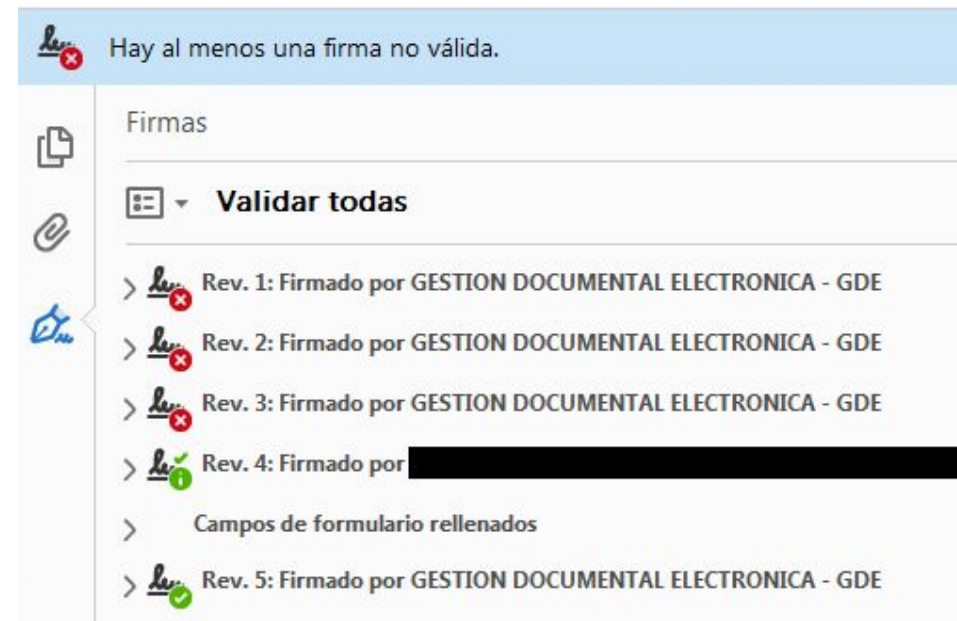 Hay al menos una firma no válida.
Firmas
Validar todas
Rev. 1: Firmado por GESTION DOCUMENTAL ELECTRONICA - GDE
Rev. 2: Firmado por GESTION DOCUMENTAL ELECTRONICA - GDE
Rev. 3: Firmado por GESTION DOCUMENTAL ELECTRONICA - GDE
Rev. 4: Firmado por
Campos de formulario rellenados
Rev. 5: Firmado por GESTION DOCUMENTAL ELECTRONICA - GDE